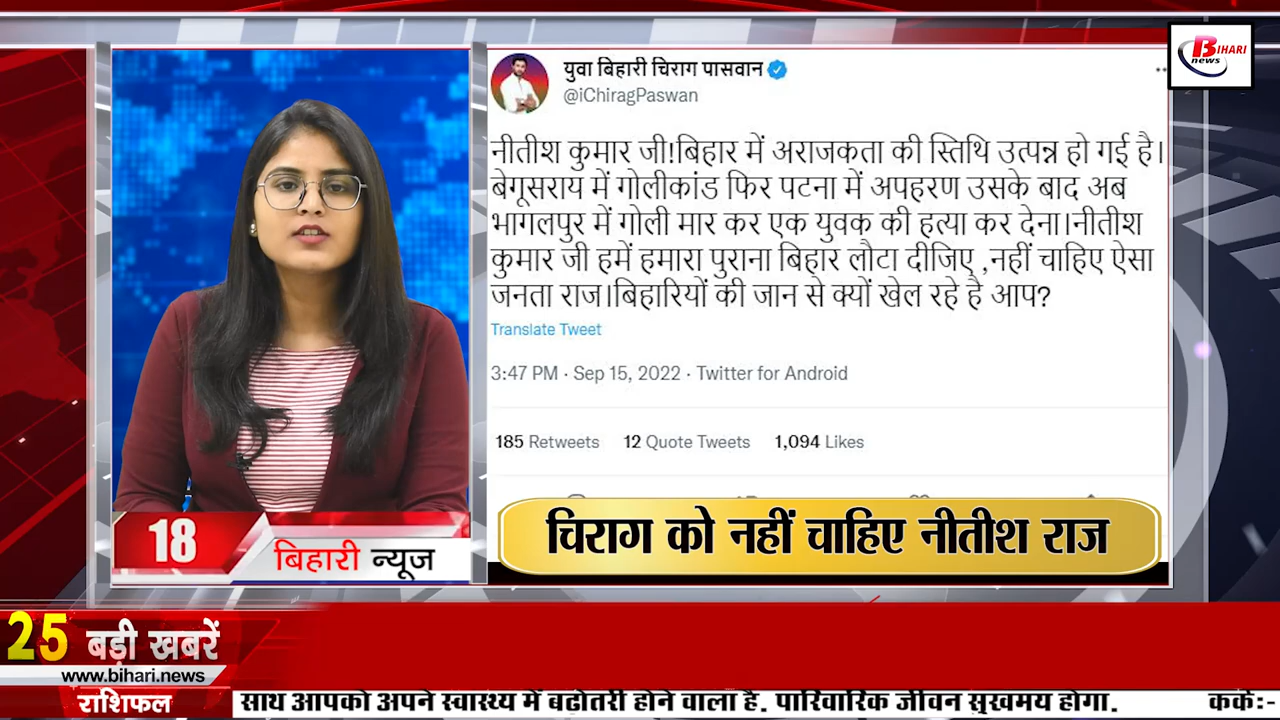 BIHARI
news
युवा बिहारी चिराग पासवान
@iChiragPaswan
नीतीश कुमार जी!बिहार में अराजकता की स्तिथि उत्पन्न हो गई है।
बेगूसराय में गोलीकांड फिर पटना में अपहरण उसके बाद अब
भागलपुर में गोली मार कर एक युवक की हत्या कर देना।नीतीश
कुमार जी हमें हमारा पुराना बिहार लौटा दीजिए ,नहीं चाहिए ऐसा
जनता राज।बिहारियों की जान से क्यों खेल रहे है आप?
Translate Tweet
3:47 PM · Sep 15, 2022 · Twitter for Android
185 Retweets 12 Quote Tweets 1,094 Likes
चिराग को नहीं चाहिए नीतीश राज
18
बिहारी न्यूज
25 बड़ी खबरें
www.bihari.news
राशिफल
साथ आपको अपने स्वास्थ्य में बढ़ोतरी होने वाला है. पारिवारिक जीवन सुखमय होगा. कर्क:-